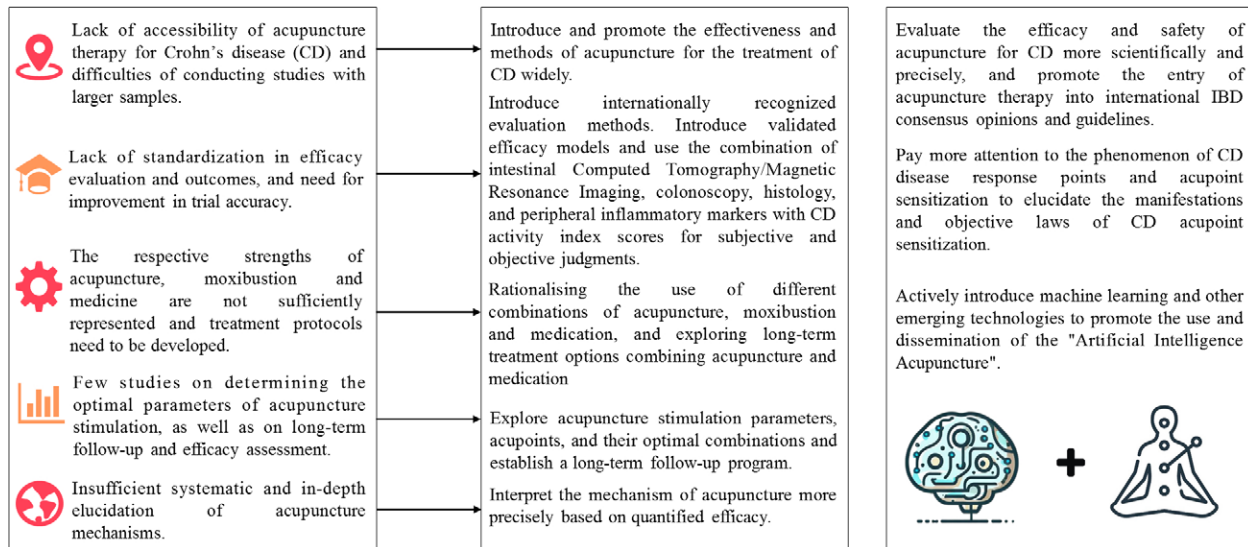 Lack of accessibility of acupuncture
therapy for Crohn's disease (CD) and
difficulties of conducting studies with
larger samples.
Lack of standardization in efficacy
evaluation and outcomes, and need for
improvement in trial accuracy.
The respective strengths of
acupuncture, moxibustion and
medicine are not sufficiently
represented and treatment protocols
need to be developed.
Few studies on determining the
optimal parameters of acupuncture
stimulation, as well as on long-term
follow-up and efficacy assessment.
Insufficient systematic and in-depth
elucidation of acupuncture
mechanisms.
Introduce and promote the effectiveness and
methods of acupuncture for the treatment of
CD widely.
Introduce internationally recognized
evaluation methods. Introduce validated
efficacy models and use the combination of
intestinal Computed Tomography/Magnetic
Resonance Imaging, colonoscopy, histology,
and peripheral inflammatory markers with CD
activity index scores for subjective and
objective judgments.
Rationalising the use of different
combinations of acupuncture, moxibustion
and medication, and exploring long-term
treatment options combining acupuncture and
medication
Explore acupuncture stimulation parameters,
acupoints, and their optimal combinations and
establish a long-term follow-up program.
Interpret the mechanism of acupuncture more
precisely based on quantified efficacy.
Evaluate the efficacy and safety of
acupuncture for CD more scientifically and
precisely, and promote the entry of
acupuncture therapy into international IBD
consensus opinions and guidelines.
Pay more attention to the phenomenon of CD
disease response points and acupoint
sensitization to elucidate the manifestations
and objective laws of CD acupoint
sensitization.
Actively introduce machine learning and other
emerging technologies to promote the use and
dissemination of the "Artificial Intelligence
Acupuncture".